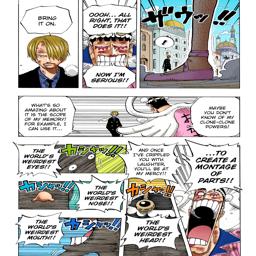 BRING
IT ON.
OOOH... ALL
RIGHT, THAT
DOES IT!!
NOW I'M
SERIOUS!!
ガウッ!!
?
WHAT'S SO
AMAZING ABOUT
IT IS THE SCOPE
OF MY MEMORY!!
FOR EXAMPLE, I
CAN USE IT...
MAYBE YOU
DON'T KNOW OF
MY CLONE-CLONE
POWERS!
THE
WORLD'S
WEIRDEST
EYES!!
AND ONCE
I'VE CRIPPLED
YOU WITH
LAUGHTER,
YOU'LL BE AT
MY MERCY!!
...TO
CREATE A
MONTAGE
OF
PARTS!!
THE
WORLD'S
WEIRDEST
NOSE!!
THE
WORLD'S
WEIRDEST
MOUTH!!
THE WORLD'S
WEIRDEST
HEAD!!